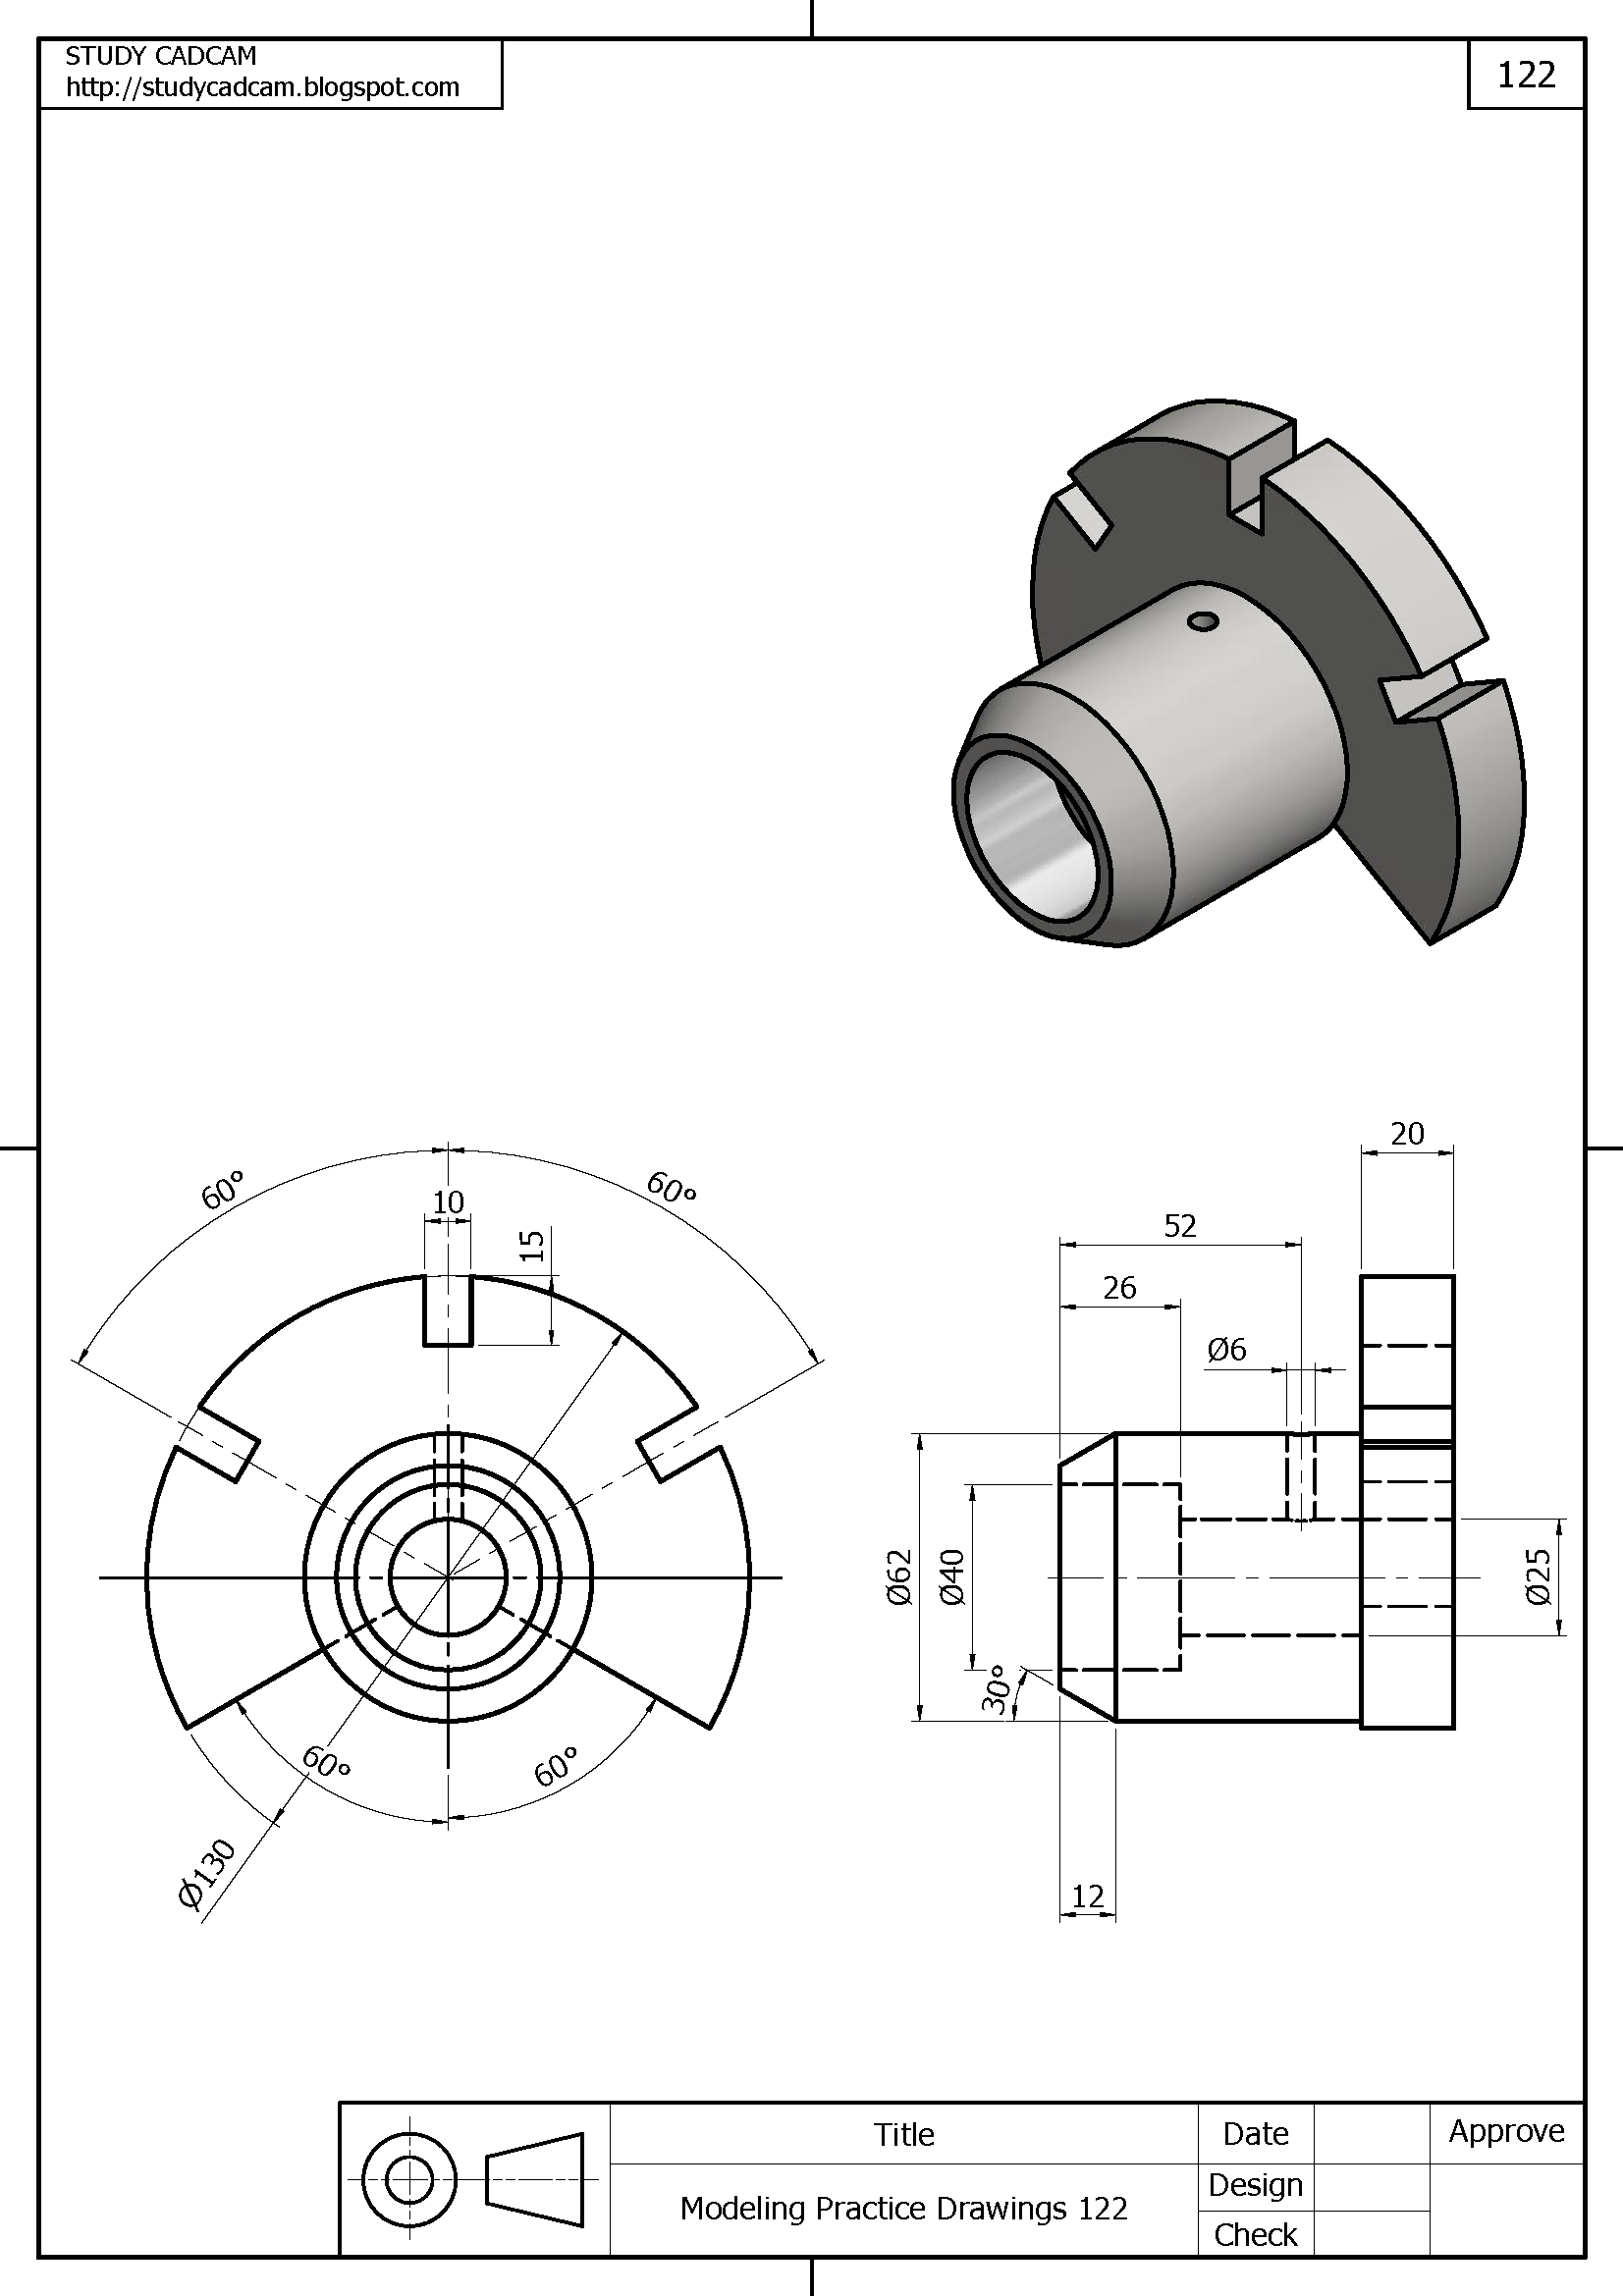 STUDY CADCAM
http://studycadcam.blogspot.com
122
20
60°
60°
10
52
15
26
Ø6
Ø62
Ø40
Ø25
30°
60°
60°
Ø130
12
Title
Date
Approve
Design
Modeling Practice Drawings 122
Check